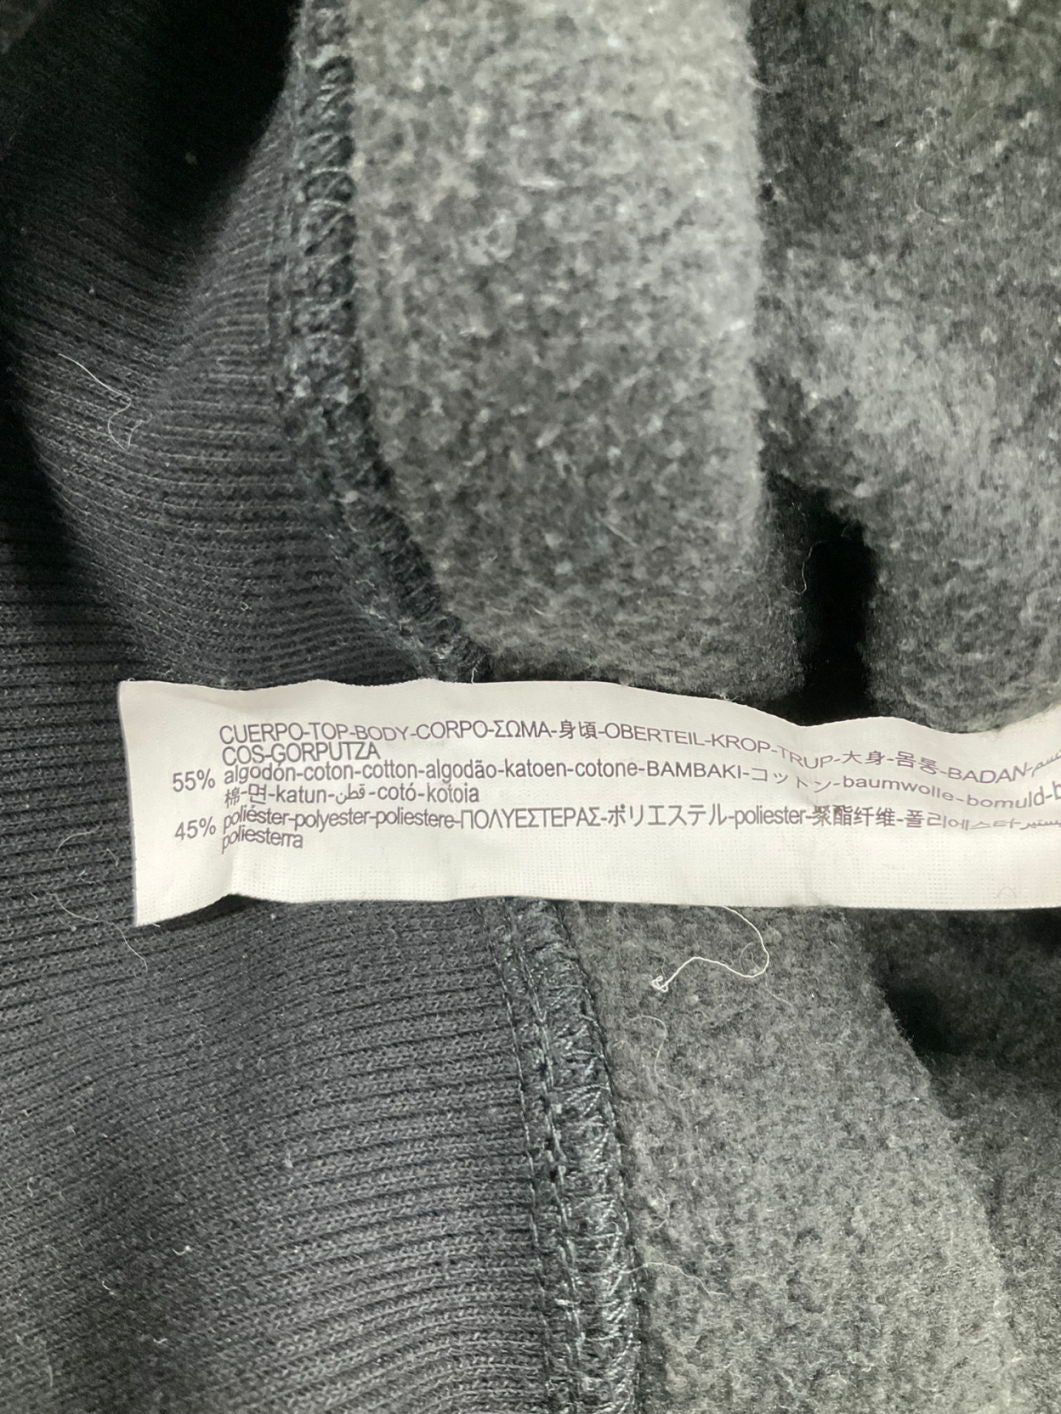 CUERPO-TOP-BODY-CORPO-ΣΩΜΑ-身頃-OBERTEIL-KROP-TRUP-大身-몸통-BADAN-
COS-GORPUTZA
55% algodón-coton-cotton-algodão-katoen-cotone-BAMBAKI-コットン-baumwolle-bomuld-
棉-면-katun-قطن-cotó-kotoia
45% poliéster-polyester-poliestere-ΠΟΛΥΕΣΤΕΡΑΣ-ポリエステル-poliester-聚酯纤维-폴리에스터-
poliesterra